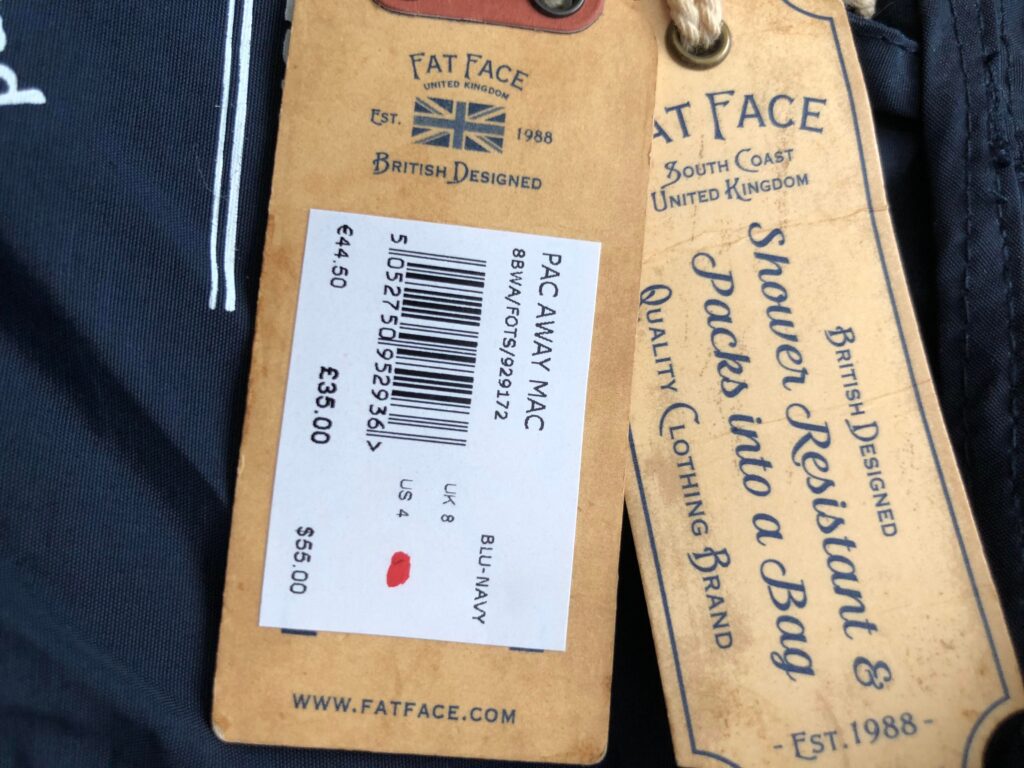 FAT FACE
UNITED KINGDOM
EST. 1988
BRITISH DESIGNED
PAC AWAY MAC
8BWA/FOTS/929172
5 052750 952936 >
BLU-NAVY
UK 8
US 4
€44.50 £35.00 $55.00
WWW.FATFACE.COM
AT FACE
SOUTH COAST
UNITED KINGDOM
BRITISH DESIGNED
Shower Resistant &
Packs into a Bag
QUALITY CLOTHING BRAND
- EST. 1988 -